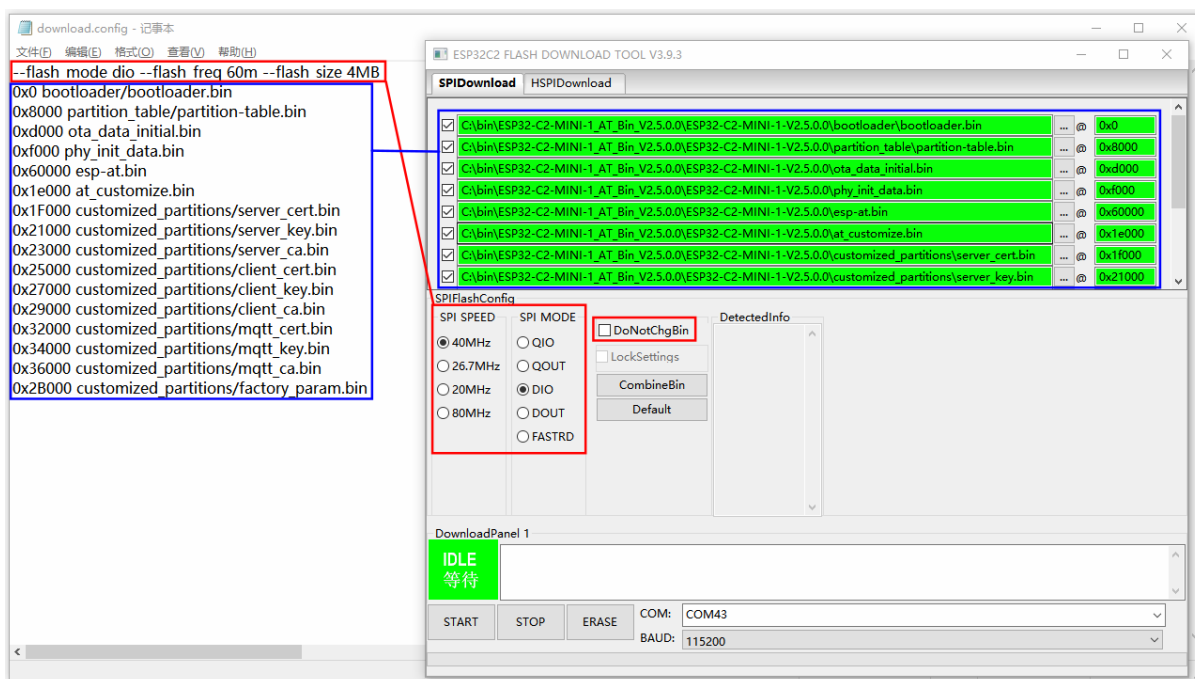 download.config - 记事本
文件(F) 编辑(E) 格式(O) 查看(V) 帮助(H)
--flash_mode dio --flash_freq 60m --flash_size 4MB
0x0 bootloader/bootloader.bin
0x8000 partition_table/partition-table.bin
0xd000 ota_data_initial.bin
0xf000 phy_init_data.bin
0x60000 esp-at.bin
0x1e000 at_customize.bin
0x1F000 customized_partitions/server_cert.bin
0x21000 customized_partitions/server_key.bin
0x23000 customized_partitions/server_ca.bin
0x25000 customized_partitions/client_cert.bin
0x27000 customized_partitions/client_key.bin
0x29000 customized_partitions/client_ca.bin
0x32000 customized_partitions/mqtt_cert.bin
0x34000 customized_partitions/mqtt_key.bin
0x36000 customized_partitions/mqtt_ca.bin
0x2B000 customized_partitions/factory_param.bin
ESP32C2 FLASH DOWNLOAD TOOL V3.9.3
SPIDownload HSPIDownload
C:\bin\ESP32-C2-MINI-1_AT_Bin_V2.5.0.0\ESP32-C2-MINI-1-V2.5.0.0\bootloader\bootloader.bin ... @ 0x0
C:\bin\ESP32-C2-MINI-1_AT_Bin_V2.5.0.0\ESP32-C2-MINI-1-V2.5.0.0\partition_table\partition-table.bin ... @ 0x8000
C:\bin\ESP32-C2-MINI-1_AT_Bin_V2.5.0.0\ESP32-C2-MINI-1-V2.5.0.0\ota_data_initial.bin ... @ 0xd000
C:\bin\ESP32-C2-MINI-1_AT_Bin_V2.5.0.0\ESP32-C2-MINI-1-V2.5.0.0\phy_init_data.bin ... @ 0xf000
C:\bin\ESP32-C2-MINI-1_AT_Bin_V2.5.0.0\ESP32-C2-MINI-1-V2.5.0.0\esp-at.bin ... @ 0x60000
C:\bin\ESP32-C2-MINI-1_AT_Bin_V2.5.0.0\ESP32-C2-MINI-1-V2.5.0.0\at_customize.bin ... @ 0x1e000
C:\bin\ESP32-C2-MINI-1_AT_Bin_V2.5.0.0\ESP32-C2-MINI-1-V2.5.0.0\customized_partitions\server_cert.bin ... @ 0x1f000
C:\bin\ESP32-C2-MINI-1_AT_Bin_V2.5.0.0\ESP32-C2-MINI-1-V2.5.0.0\customized_partitions\server_key.bin ... @ 0x21000
SPIFlashConfig
SPI SPEED
40MHz
26.7MHz
20MHz
80MHz
SPI MODE
QIO
QOUT
DIO
DOUT
FASTRD
DoNotChgBin
LockSettings
CombineBin
Default
DetectedInfo
DownloadPanel 1
IDLE
等待
START STOP ERASE
COM: COM43
BAUD: 115200